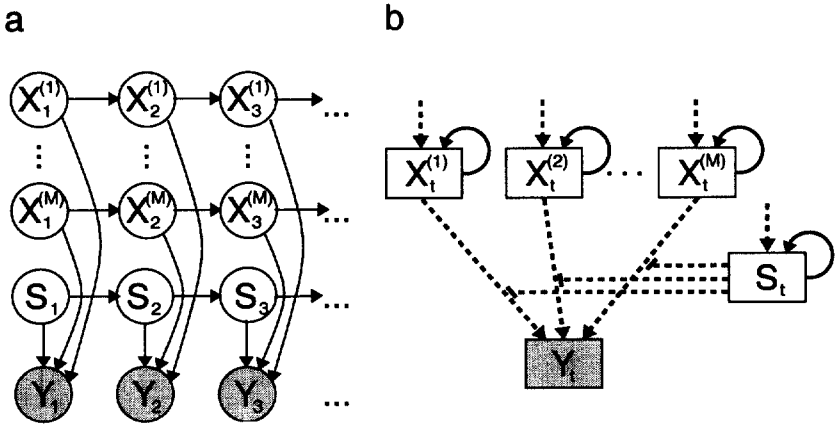 a
X₁⁽¹⁾ X₂⁽¹⁾ X₃⁽¹⁾ ...
X₁⁽ᴹ⁾ X₂⁽ᴹ⁾ X₃⁽ᴹ⁾ ...
S₁ S₂ S₃ ...
Y₁ Y₂ Y₃ ...
b
Xₜ⁽¹⁾ Xₜ⁽²⁾ ... Xₜ⁽ᴹ⁾
Sₜ
Yₜ